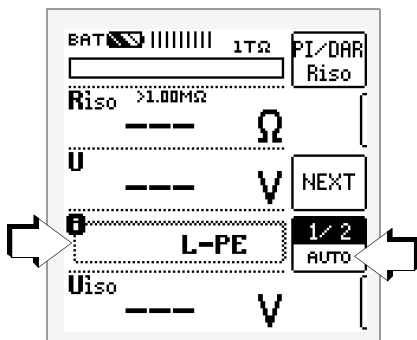 BAT 1TΩ
PI/DAR
Riso
Riso >1.00MΩ
--- Ω
U
--- V
NEXT
i
L-PE
1/2
AUTO
Uiso
--- V